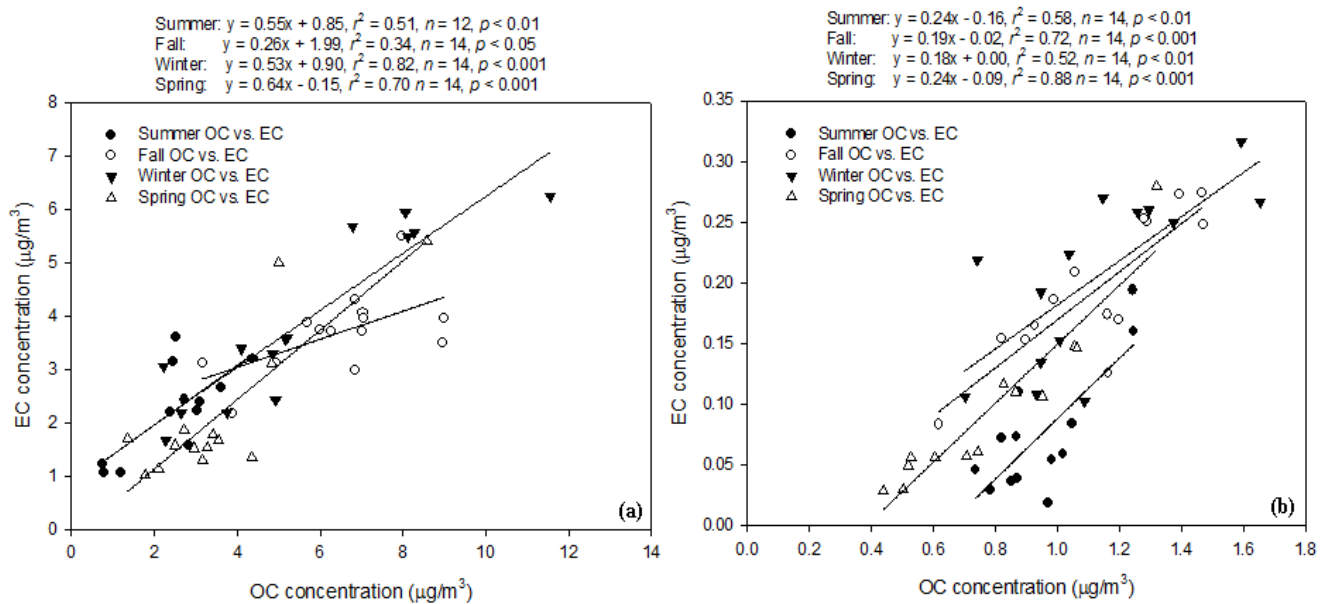 Summer: y = 0.55x + 0.85, r² = 0.51, n = 12, p < 0.01
Fall: y = 0.26x + 1.99, r² = 0.34, n = 14, p < 0.05
Winter: y = 0.53x + 0.90, r² = 0.82, n = 14, p < 0.001
Spring: y = 0.64x - 0.15, r² = 0.70 n = 14, p < 0.001
8
7
6
5
4
3
2
1
0
EC concentration (μg/m³)
Summer OC vs. EC
Fall OC vs. EC
Winter OC vs. EC
Spring OC vs. EC
(a)
0 2 4 6 8 10 12 14
OC concentration (μg/m³)
Summer: y = 0.24x - 0.16, r² = 0.58, n = 14, p < 0.01
Fall: y = 0.19x - 0.02, r² = 0.72, n = 14, p < 0.001
Winter: y = 0.18x + 0.00, r² = 0.52, n = 14, p < 0.01
Spring: y = 0.24x - 0.09, r² = 0.88 n = 14, p < 0.001
0.35
0.30
0.25
0.20
0.15
0.10
0.05
0.00
EC concentration (μg/m³)
Summer OC vs. EC
Fall OC vs. EC
Winter OC vs. EC
Spring OC vs. EC
(b)
0.0 0.2 0.4 0.6 0.8 1.0 1.2 1.4 1.6 1.8
OC concentration (μg/m³)